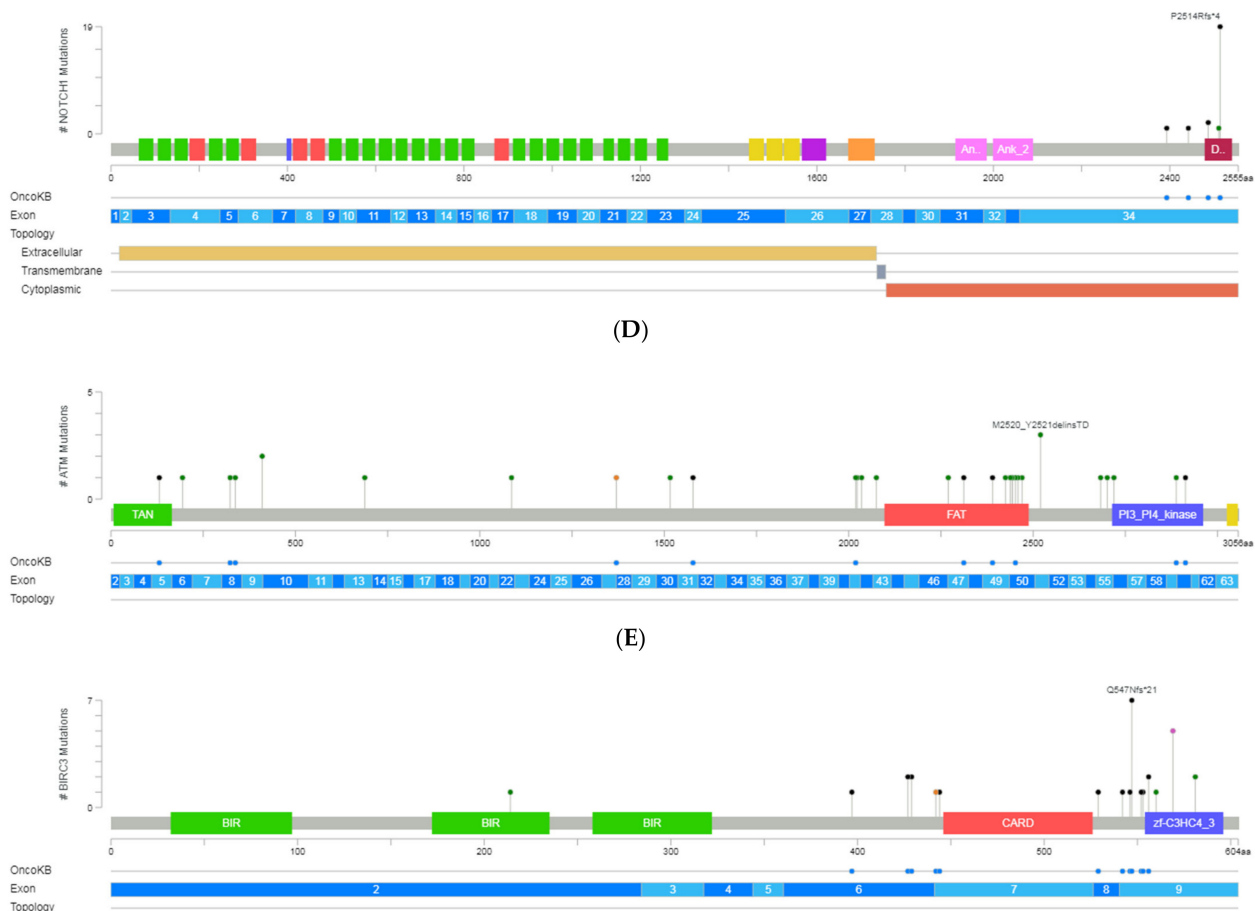 P2514Rfs*4
19
# NOTCH1 Mutations
0
An.. Ank_2 D..
0 400 800 1200 1600 2000 2400 2555aa
OncoKB
Exon 1 2 3 4 5 6 7 8 9 10 11 12 13 14 15 16 17 18 19 20 21 22 23 24 25 26 27 28 30 31 32 34
Topology
Extracellular
Transmembrane
Cytoplasmic
(D)
5
M2520_Y2521delinsTD
# ATM Mutations
0
TAN FAT PI3_PI4_kinase
0 500 1000 1500 2000 2500 3056aa
OncoKB
Exon 2 3 4 5 6 7 8 9 10 11 13 14 15 17 18 20 22 24 25 26 28 29 30 31 32 34 35 36 37 39 43 46 47 49 50 52 53 55 57 58 62 63
Topology
(E)
Q547Nfs*21
7
# BIRC3 Mutations
0
BIR BIR BIR CARD zf-C3HC4_3
0 100 200 300 400 500 604aa
OncoKB
Exon 2 3 4 5 6 7 8 9
Topology